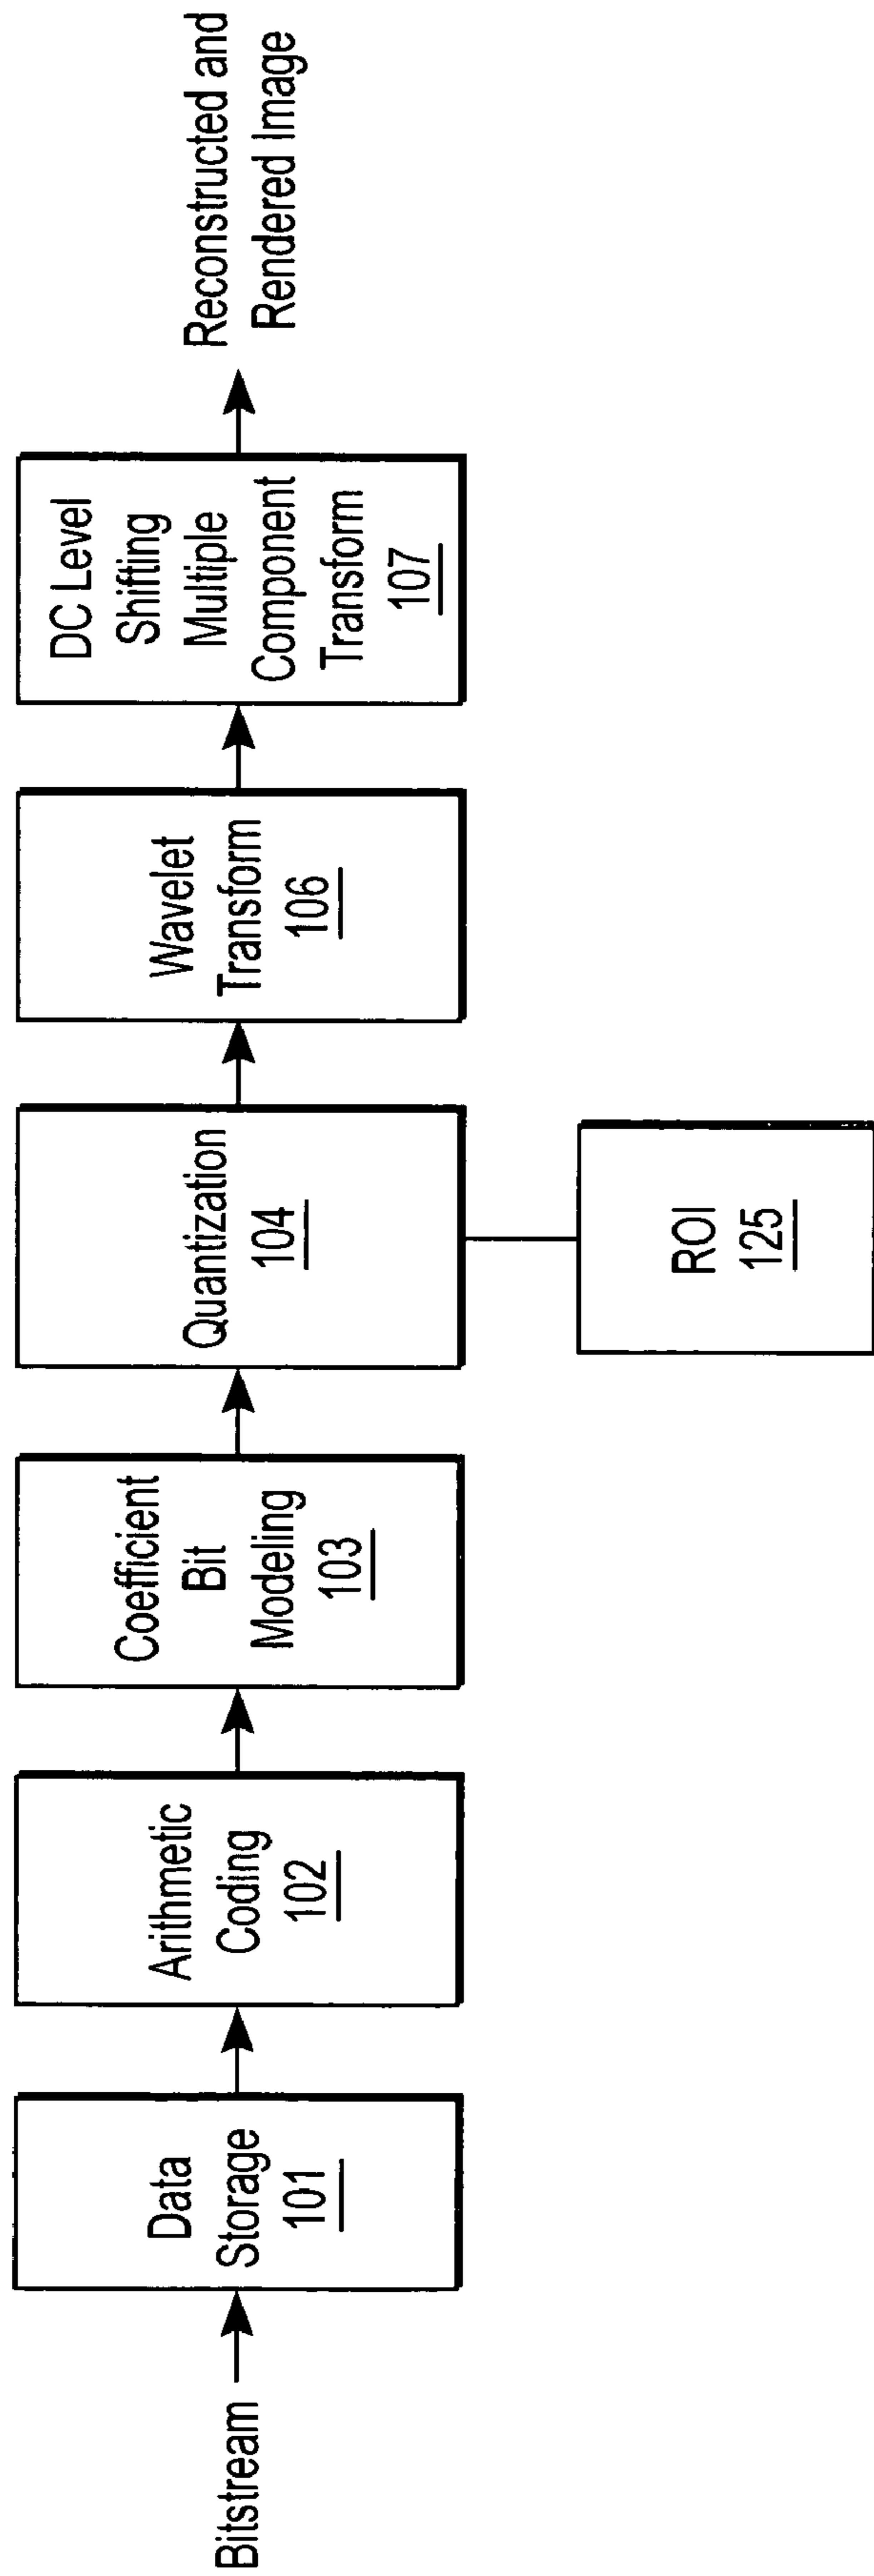 Bitstream
Data
Storage
101
Arithmetic
Coding
102
Coefficient
Bit
Modeling
103
Quantization
104
ROI
125
Wavelet
Transform
106
DC Level
Shifting
Multiple
Component
Transform
107
Reconstructed and
Rendered Image